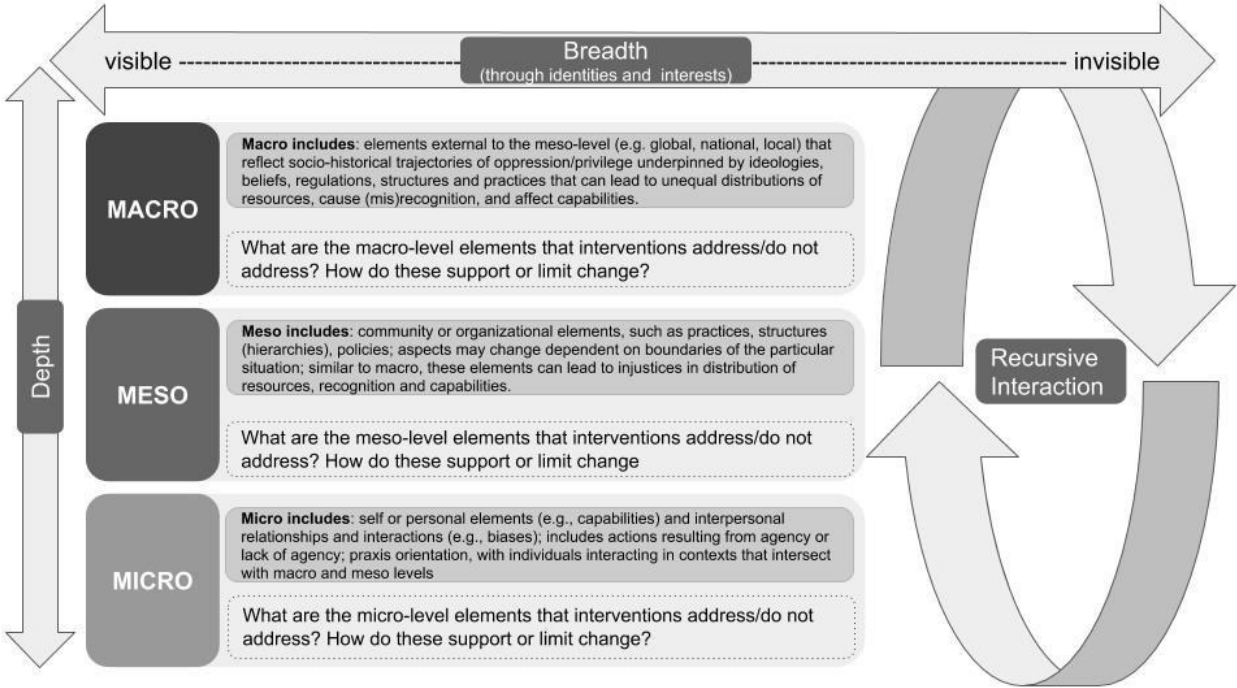 Breadth
(through identities and interests)
visible ------------------------------------------ ------------------------------------------ invisible
Depth
MACRO
Macro includes: elements external to the meso-level (e.g. global, national, local) that
reflect socio-historical trajectories of oppression/privilege underpinned by ideologies,
beliefs, regulations, structures and practices that can lead to unequal distributions of
resources, cause (mis)recognition, and affect capabilities.
What are the macro-level elements that interventions address/do not
address? How do these support or limit change?
MESO
Meso includes: community or organizational elements, such as practices, structures
(hierarchies), policies; aspects may change dependent on boundaries of the particular
situation; similar to macro, these elements can lead to injustices in distribution of
resources, recognition and capabilities.
What are the meso-level elements that interventions address/do not
address? How do these support or limit change
MICRO
Micro includes: self or personal elements (e.g., capabilities) and interpersonal
relationships and interactions (e.g., biases); includes actions resulting from agency or
lack of agency; praxis orientation, with individuals interacting in contexts that intersect
with macro and meso levels
What are the micro-level elements that interventions address/do not
address? How do these support or limit change?
Recursive
Interaction